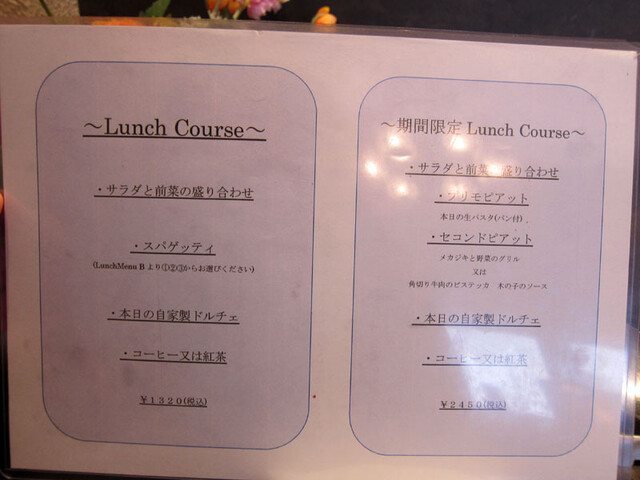 ～Lunch Course～
・サラダと前菜の盛り合わせ
・スパゲッティ
(LunchMenu B より①②③からお選びください)
・本日の自家製ドルチェ
・コーヒー又は紅茶
￥１３２０(税込)
～期間限定 Lunch Course～
・サラダと前菜の盛り合わせ
・プリモピアット
本日の生パスタ(パン付)
・セコンドピアット
メカジキと野菜のグリル
又は
角切り牛肉のビステッカ　木の子のソース
・本日の自家製ドルチェ
・コーヒー又は紅茶
￥２４５０(税込)